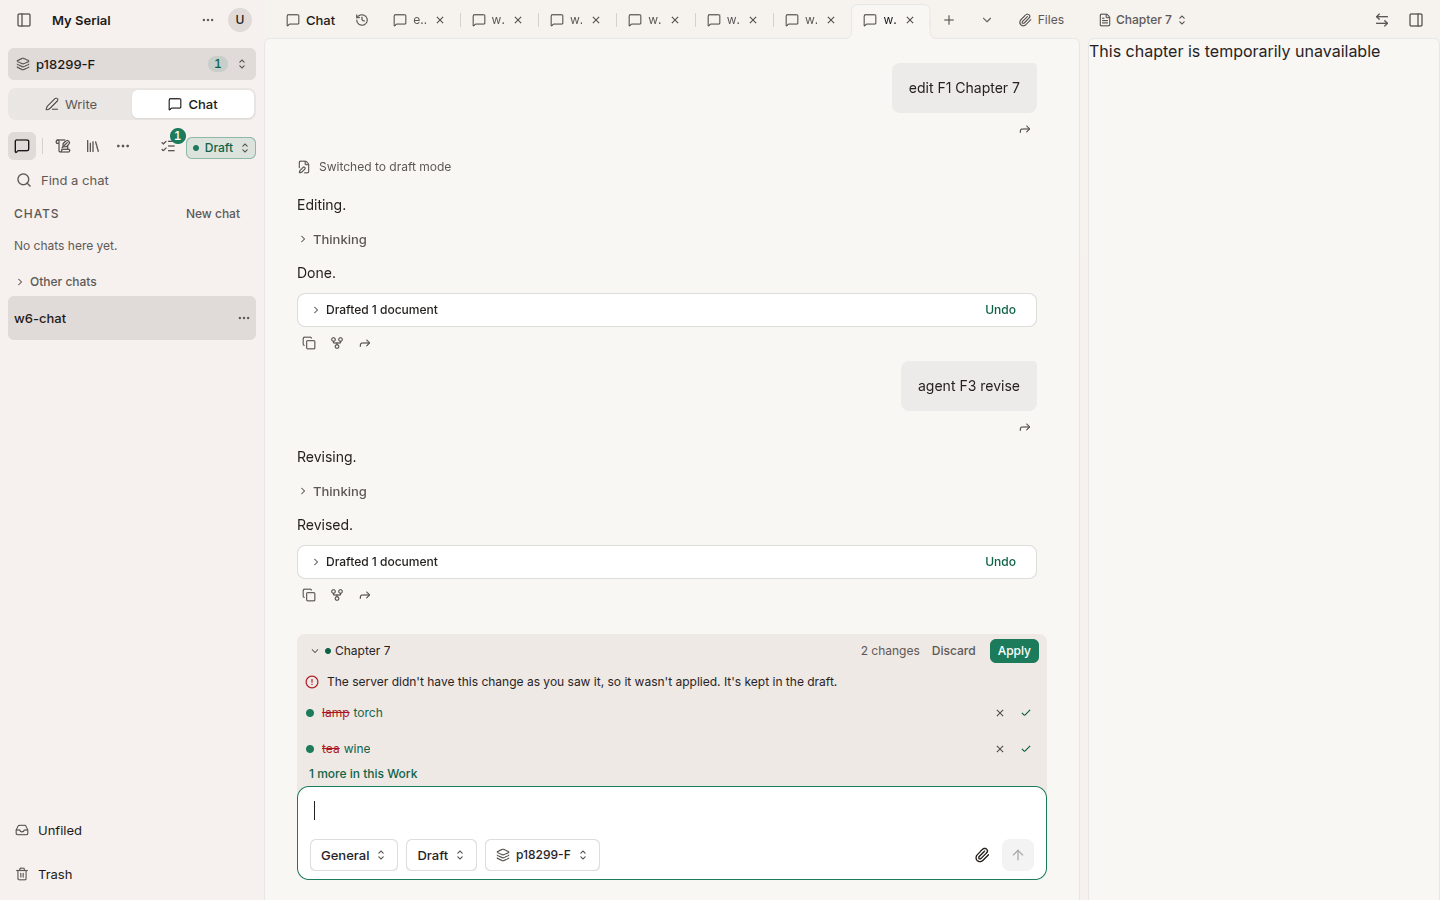 My Serial
U
Chat
e..
w.
w.
w.
w.
w.
w.
Files
Chapter 7
p18299-F
1
Write
Chat
1
Draft
Find a chat
CHATS
New chat
No chats here yet.
Other chats
w6-chat
Unfiled
Trash
edit F1 Chapter 7
Switched to draft mode
Editing.
Thinking
Done.
Drafted 1 document
Undo
agent F3 revise
Revising.
Thinking
Revised.
Drafted 1 document
Undo
Chapter 7
2 changes
Discard
Apply
The server didn't have this change as you saw it, so it wasn't applied. It's kept in the draft.
lamp torch
tea wine
1 more in this Work
General
Draft
p18299-F
This chapter is temporarily unavailable